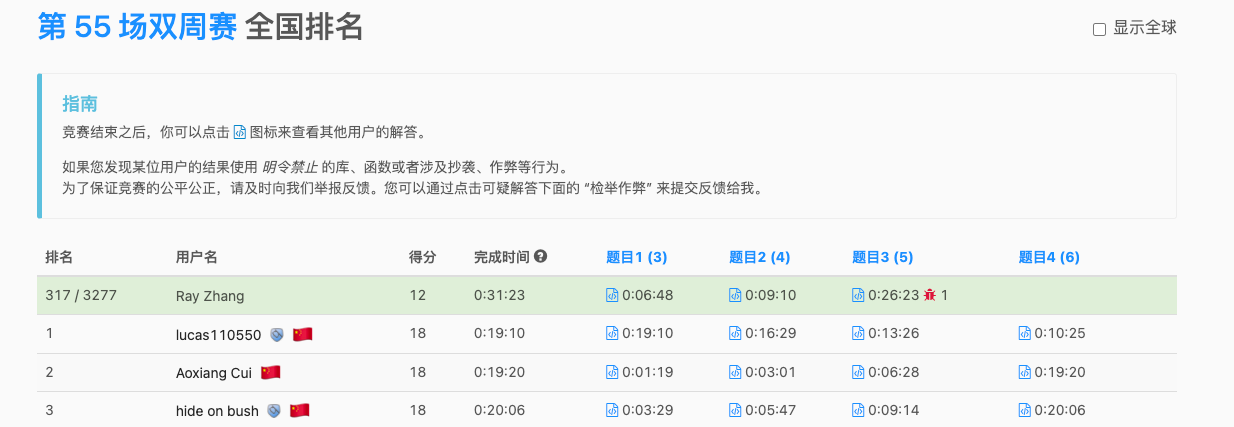 第 55 场双周赛 全国排名
显示全球
指南
竞赛结束之后，你可以点击 图标来查看其他用户的解答。
如果您发现某位用户的结果使用 明令禁止 的库、函数或者涉及抄袭、作弊等行为。
为了保证竞赛的公平公正，请及时向我们举报反馈。您可以通过点击可疑解答下面的 “检举作弊” 来提交反馈给我。
排名 用户名 得分 完成时间 题目1 (3) 题目2 (4) 题目3 (5) 题目4 (6)
317 / 3277 Ray Zhang 12 0:31:23 0:06:48 0:09:10 0:26:23 1
1 lucas110550 18 0:19:10 0:19:10 0:16:29 0:13:26 0:10:25
2 Aoxiang Cui 18 0:19:20 0:01:19 0:03:01 0:06:28 0:19:20
3 hide on bush 18 0:20:06 0:03:29 0:05:47 0:09:14 0:20:06